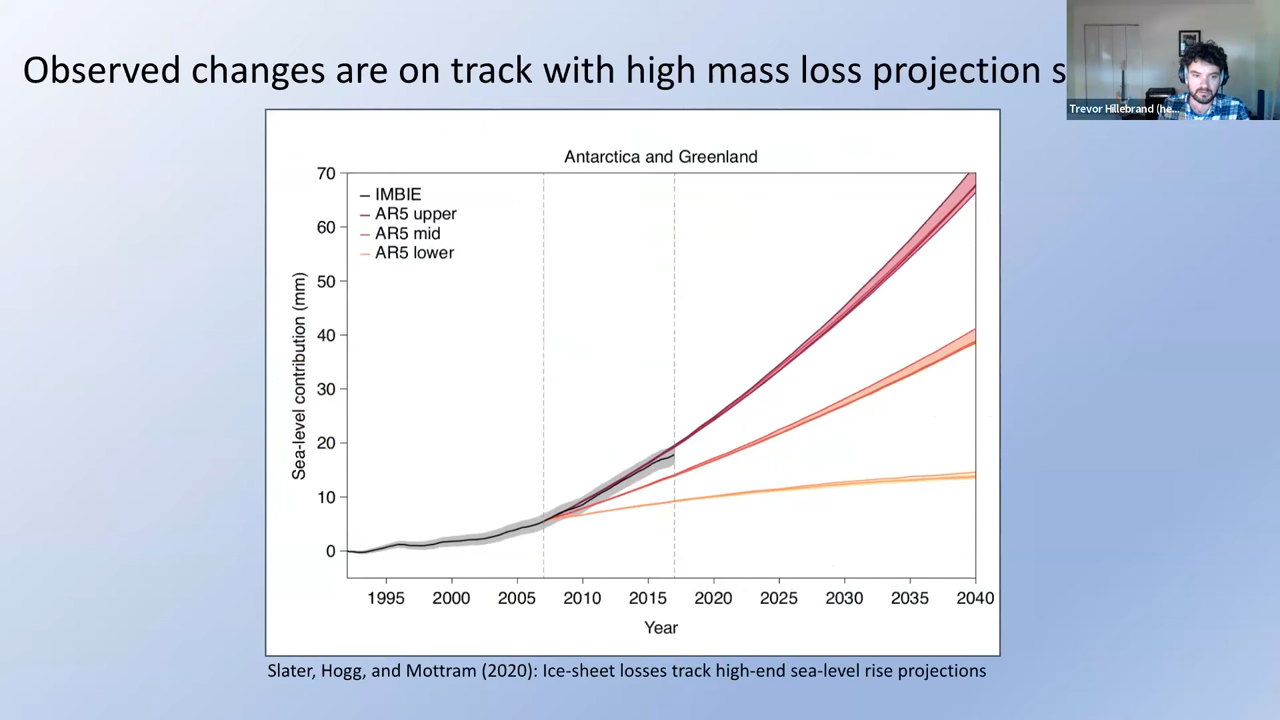 Observed changes are on track with high mass loss projection s
Trevor Hillebrand (he...
Antarctica and Greenland
70
60
50
40
30
20
10
0
IMBIE
AR5 upper
AR5 mid
AR5 lower
Sea-level contribution (mm)
1995 2000 2005 2010 2015 2020 2025 2030 2035 2040
Year
Slater, Hogg, and Mottram (2020): Ice-sheet losses track high-end sea-level rise projections